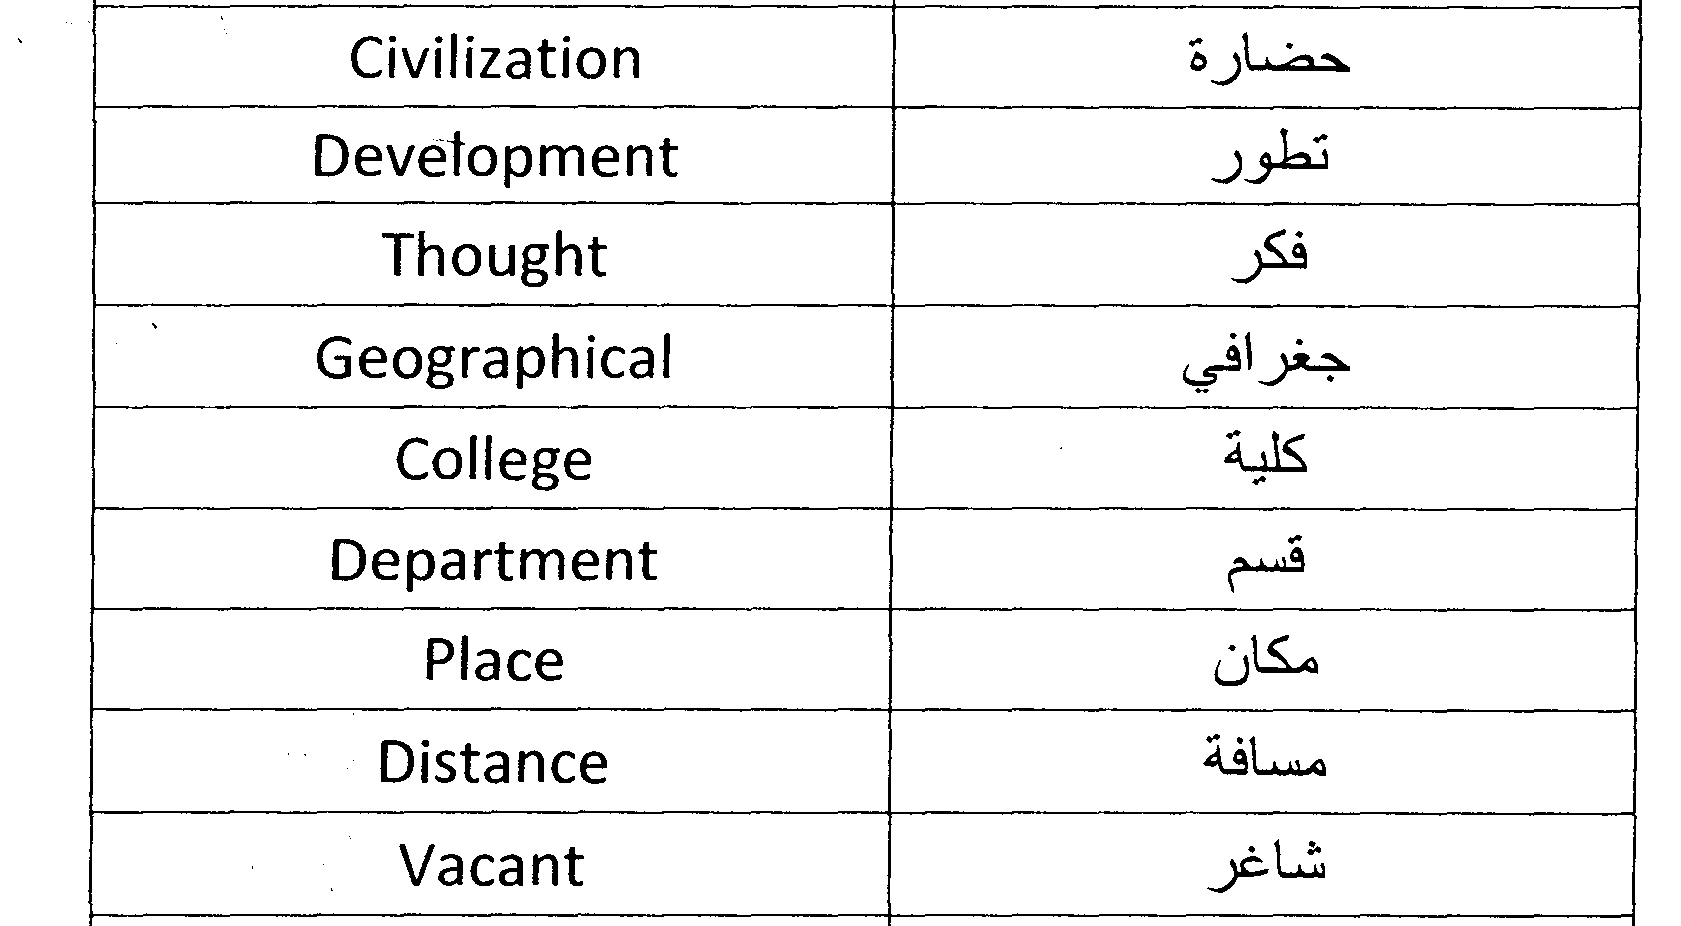 Civilization حضارة
Development تطور
Thought فكر
Geographical جغرافي
College كلية
Department قسم
Place مكان
Distance مسافة
Vacant شاغر